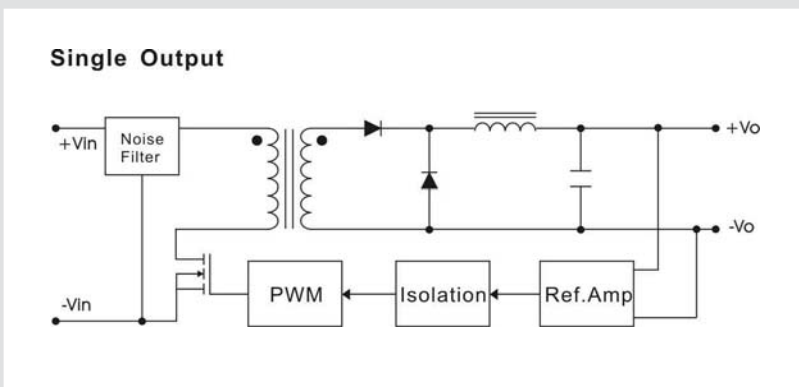 Single Output
+Vin
Noise
Filter
+Vo
-Vo
-Vin
PWM
Isolation
Ref.Amp